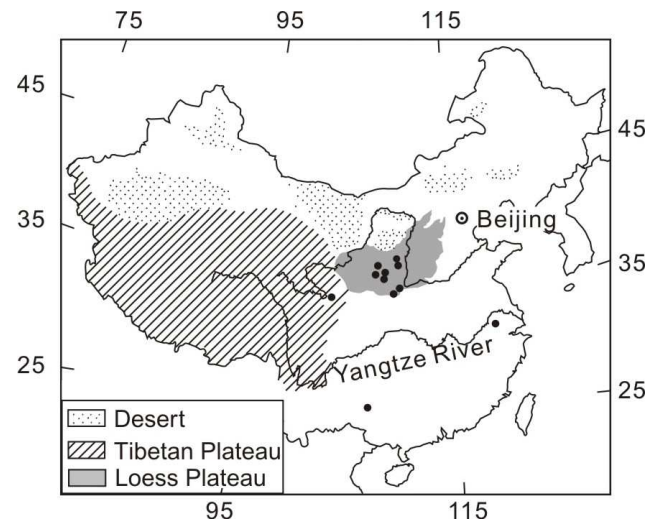 75 95 115
45
45
35
Beijing
35
Yangtze River
25
25
Desert
Tibetan Plateau
Loess Plateau
95 115